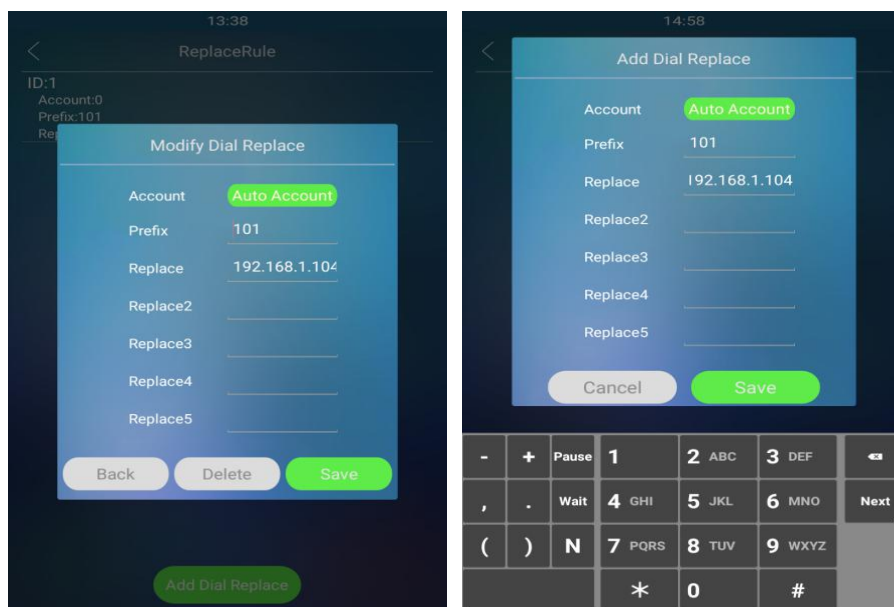 13:38
ReplaceRule
ID:1
Account:0
Prefix:101
Re
Modify Dial Replace
Account Auto Account
Prefix 101
Replace 192.168.1.104
Replace2
Replace3
Replace4
Replace5
Back Delete Save
Add Dial Replace
14:58
Add Dial Replace
Account Auto Account
Prefix 101
Replace 192.168.1.104
Replace2
Replace3
Replace4
Replace5
Cancel Save
- + Pause 1 2 ABC 3 DEF
, . Wait 4 GHI 5 JKL 6 MNO Next
( ) N 7 PQRS 8 TUV 9 WXYZ
* 0 #